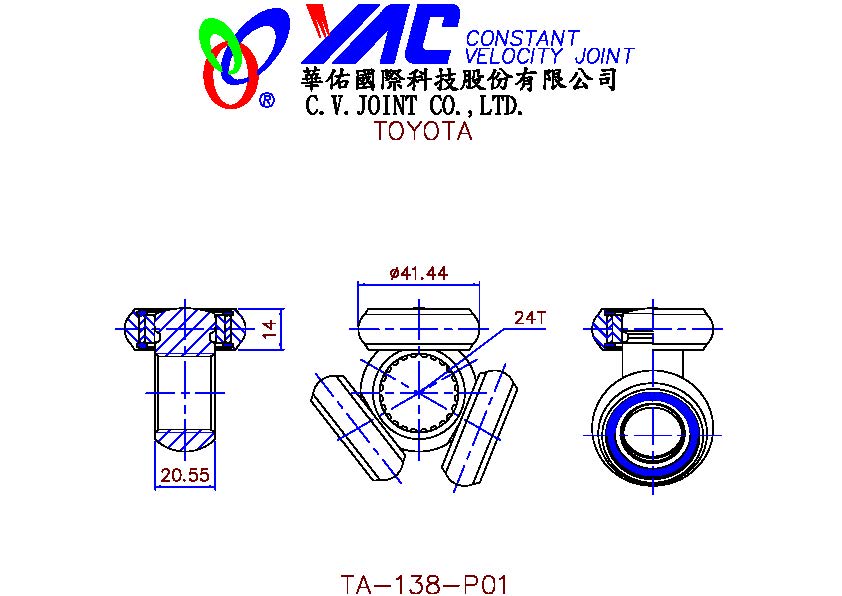 YAC CONSTANT
VELOCITY JOINT
華佑國際科技股份有限公司
® C.V.JOINT CO.,LTD.
TOYOTA
ø41.44
24T
14
20.55
TA-138-P01